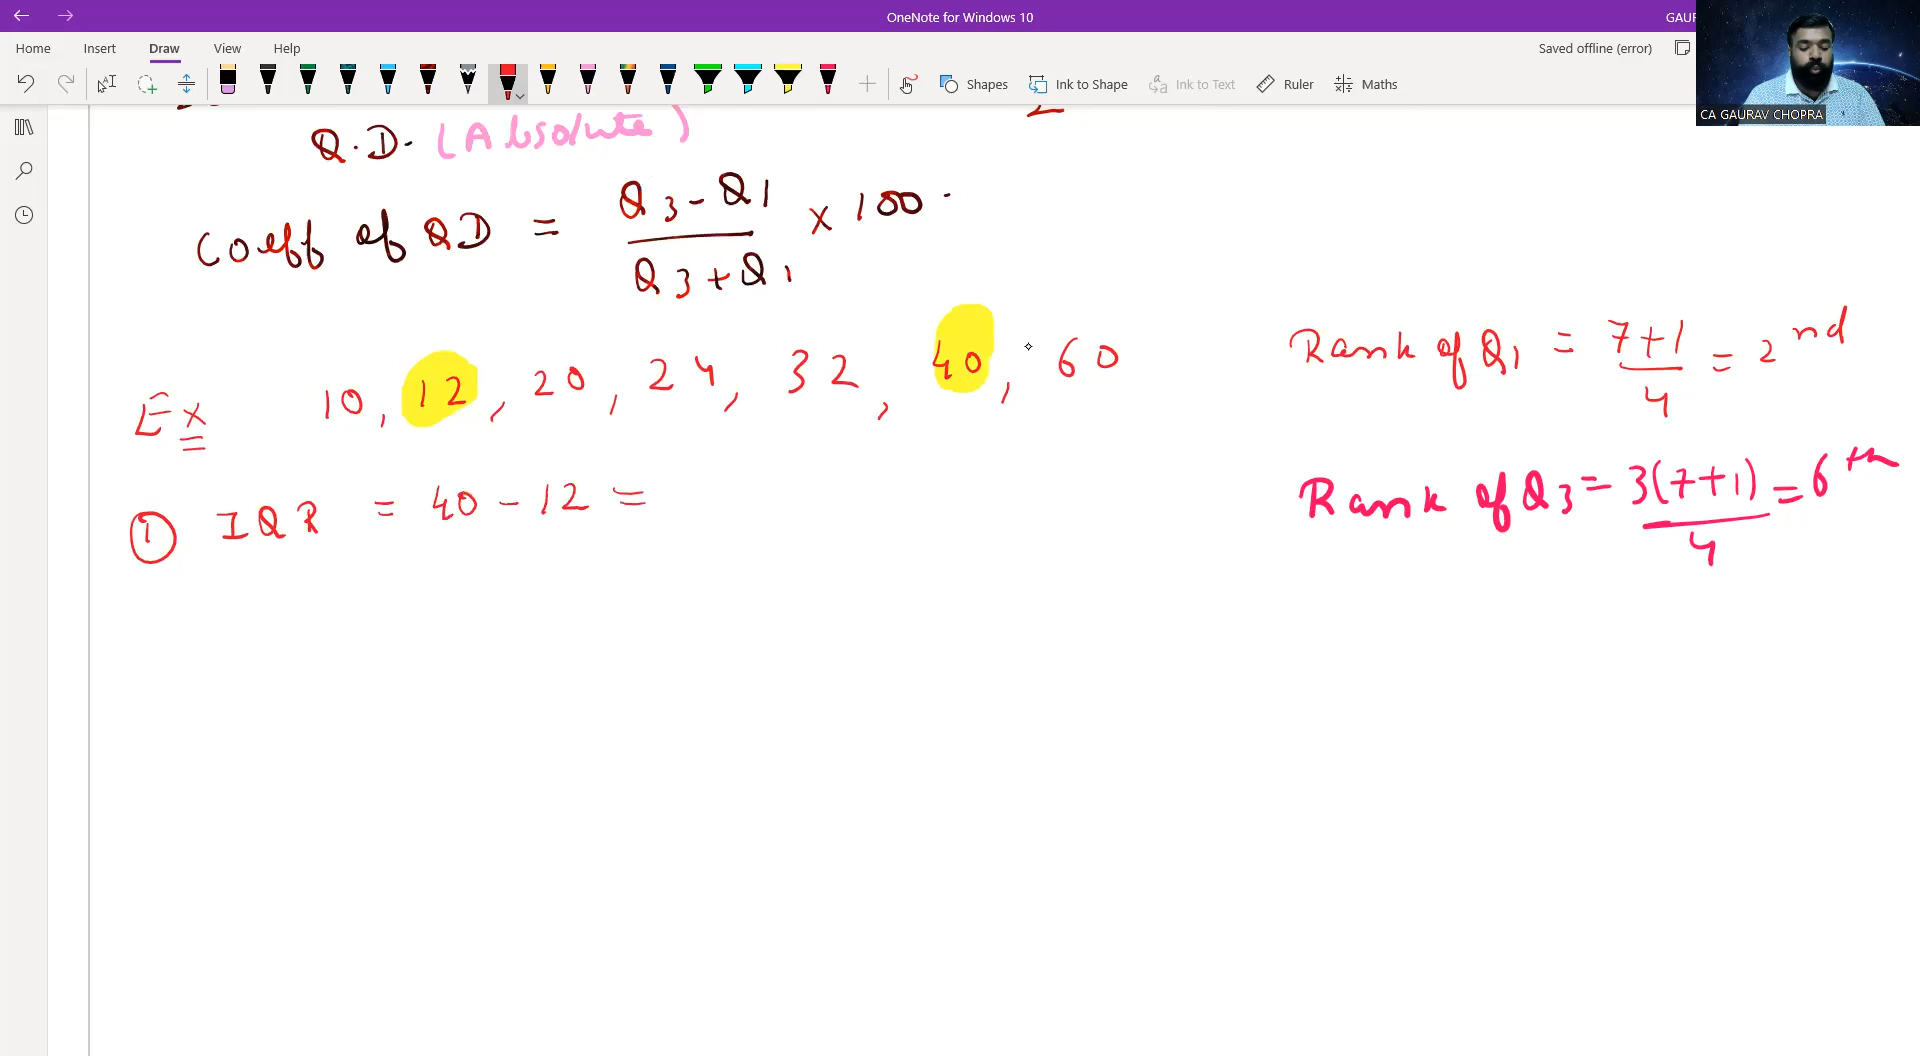 OneNote for Windows 10
GAUR
Home Insert Draw View Help
Saved offline (error)
Shapes Ink to Shape Ink to Text Ruler Maths
CA GAURAV CHOPRA
Q.D. (Absolute)
Coeff of QD = Q3-Q1 / Q3+Q1 x 100
Ex 10, 12, 20, 24, 32, 40, 60
Rank of Q1 = 7+1 / 4 = 2nd
Rank of Q3 = 3(7+1) / 4 = 6th
① IQR = 40 - 12 =